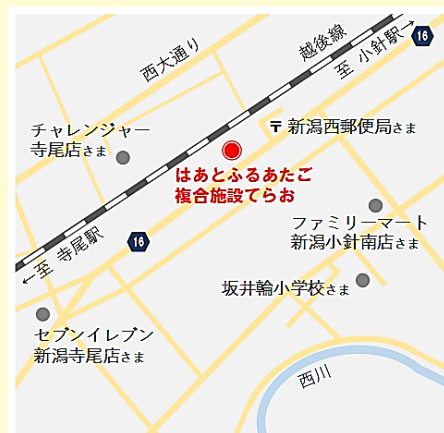 西大通り
越後線
至 小針駅→
16
〒 新潟西郵便局さま
チャレンジャー
寺尾店さま
はあとふるあたご
複合施設てらお
ファミリーマート
新潟小針南店さま
16
←至 寺尾駅
坂井輪小学校さま
セブンイレブン
新潟寺尾店さま
西川